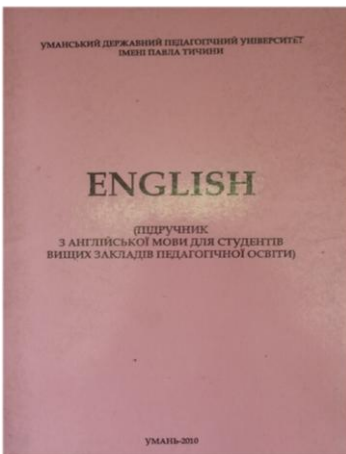 УМАНСЬКИЙ ДЕРЖАВНИЙ ПЕДАГОГІЧНИЙ УНІВЕРСИТЕТ
ІМЕНІ ПАВЛА ТИЧИНИ
ENGLISH
(ПІДРУЧНИК
З АНГЛІЙСЬКОЇ МОВИ ДЛЯ СТУДЕНТІВ
ВИЩИХ ЗАКЛАДІВ ПЕДАГОГІЧНОЇ ОСВІТИ)
УМАНЬ-2010